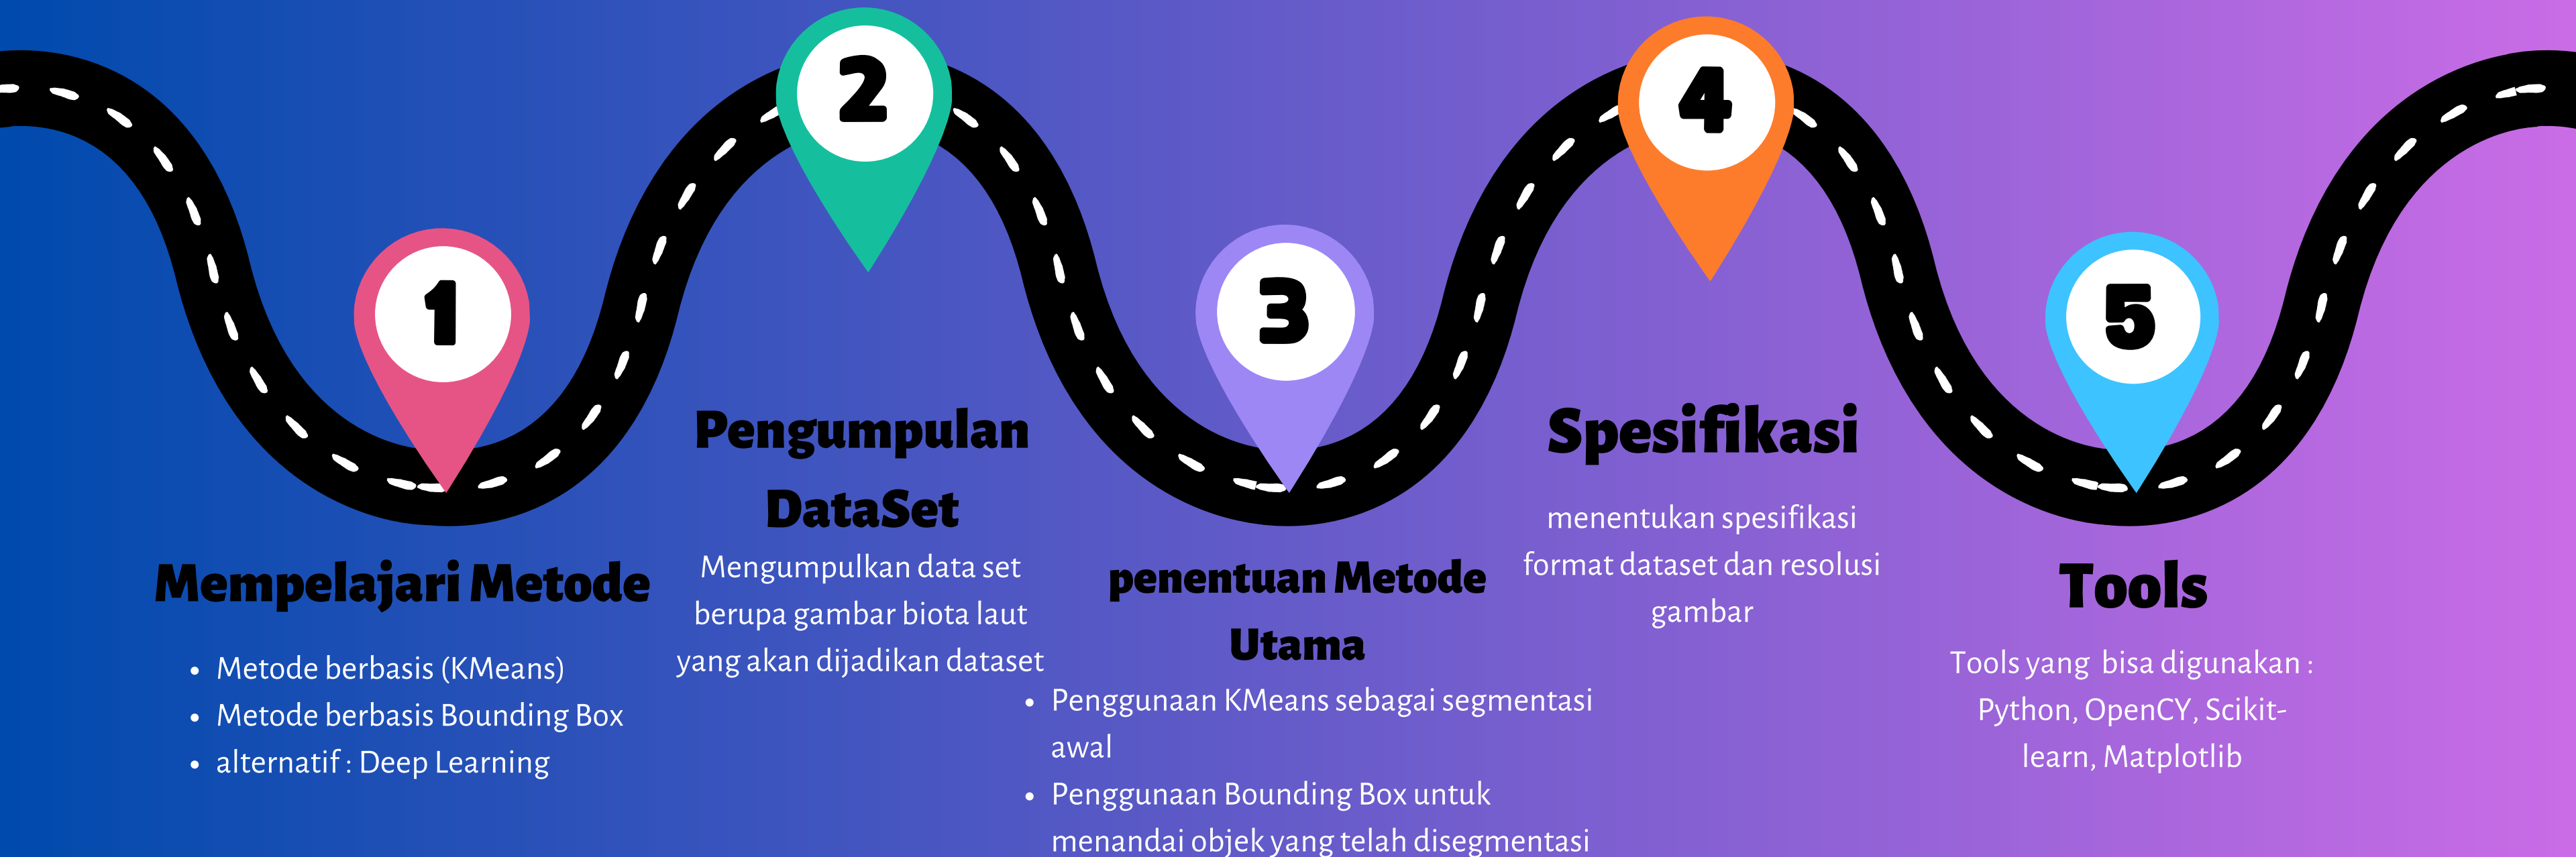 1
Mempelajari Metode
• Metode berbasis (KMeans)
• Metode berbasis Bounding Box
• alternatif : Deep Learning
2
Pengumpulan
DataSet
Mengumpulkan data set
berupa gambar biota laut
yang akan dijadikan dataset
3
penentuan Metode
Utama
• Penggunaan KMeans sebagai segmentasi
awal
• Penggunaan Bounding Box untuk
menandai objek yang telah disegmentasi
4
Spesifikasi
menentukan spesifikasi
format dataset dan resolusi
gambar
5
Tools
Tools yang  bisa digunakan :
Python, OpenCY, Scikit-
learn, Matplotlib